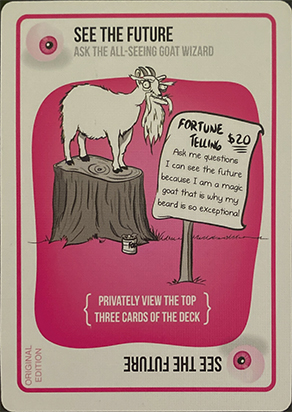 SEE THE FUTURE
ASK THE ALL-SEEING GOAT WIZARD
FORTUNE
TELLING $20
Ask me questions
I can see the future
because I am a magic
goat that is why my
beard is so exceptional
PRIVATELY VIEW THE TOP
THREE CARDS OF THE DECK
ORIGINAL
EDITION
SEE THE FUTURE